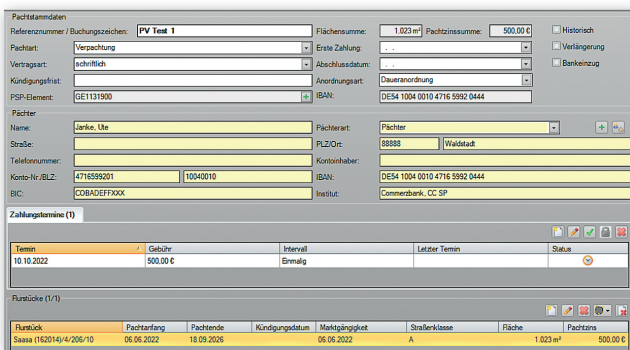 Pachtstammdaten
Referenznummer / Buchungszeichen: PV Test 1 Flächensumme: 1.023 m² Pachtzinssumme: 500,00 € Historisch
Pachtart: Verpachtung Erste Zahlung: . . Verlängerung
Vertragsart: schriftlich Abschlussdatum: . . Bankeinzug
Kündigungsfrist: Anordnungsart: Daueranordnung
PSP-Element: GE1131900 IBAN: DE54 1004 0010 4716 5992 0444
Pächter
Name: Janke, Ute Pächterart: Pächter
Straße: PLZ/Ort: 88888 Waldstadt
Telefonnummer: Kontoinhaber:
Konto-Nr./BLZ: 4716599201 10040010 IBAN: DE54 1004 0010 4716 5992 0444
BIC: COBADEFFXXX Institut: Commerzbank, CC SP
Zahlungstermine (1)
Termin Gebühr Intervall Letzter Termin Status
10.10.2022 500,00 € Einmalig
Flurstücke (1/1)
Flurstück Pachtanfang Pachtende Kündigungsdatum Marktgängigkeit Straßenklasse Fläche Pachtzins
Saasa (162014)/4/206/10 06.06.2022 18.09.2026 06.06.2022 A 1.023 m² 500,00 €